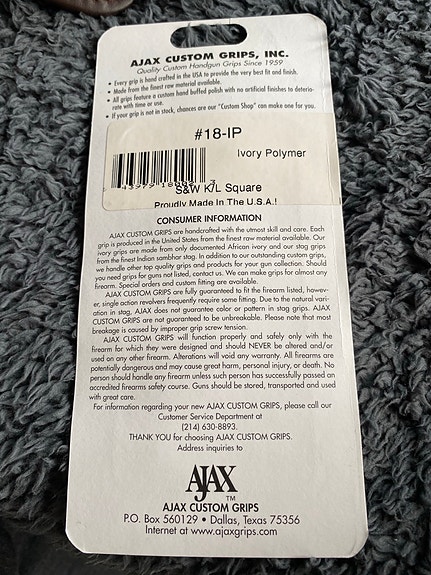 AJAX CUSTOM GRIPS, INC.
Quality Custom Handgun Grips Since 1959
• Every grip is hand crafted in the USA to provide the very best fit and finish.
• Made from the finest raw material available.
• All grips feature a custom hand buffed polish with no artificial finishes to deterio-
rate with time or use.
• If your grip is not stock, chances are our "Custom Shop" can make one for you.
#18-IP
Ivory Polymer
S&W K/L Square
Proudly Made In The U.S.A.!
CONSUMER INFORMATION
AJAX CUSTOM GRIPS are handcrafted with the utmost skill and care. Each
grip is produced in the United States from the finest raw material available. Our
ivory grips are made from only documented African ivory and our stag grips
from the finest Indian sambhar stag. In addition to our outstanding custom grips,
we handle other top quality grips and products for your gun collection. Should
you need grips for guns not listed, contact us. We can make grips for almost any
firearm. Special orders and custom fitting are available.
AJAX CUSTOM GRIPS are fully guaranteed to fit the firearm listed, howev-
er, single action revolvers frequently require some fitting. Due to the natural vari-
ation in stag, AJAX does not guarantee color or pattern in stag grips. AJAX
CUSTOM GRIPS are not guaranteed to be unbreakable. Please note that most
breakage is caused by improper grip screw tension.
AJAX CUSTOM GRIPS will function properly and safely only with the
firearm for which they were designed and should NEVER be altered and/or
used on any other firearm. Alterations will void any warranty. All firearms are
potentially dangerous and may cause great harm, personal injury, or death. No
person should handle any firearm unless such person has successfully passed an
accredited firearms safety course. Guns should be stored, transported and used
with great care.
For information regarding your new AJAX CUSTOM GRIPS, please call our
Customer Service Department at
(214) 630-8893.
THANK YOU for choosing AJAX CUSTOM GRIPS.
Address inquiries to
AJAX
TM
AJAX CUSTOM GRIPS
P.O. Box 560129 • Dallas, Texas 75356
Internet at www.ajaxgrips.com